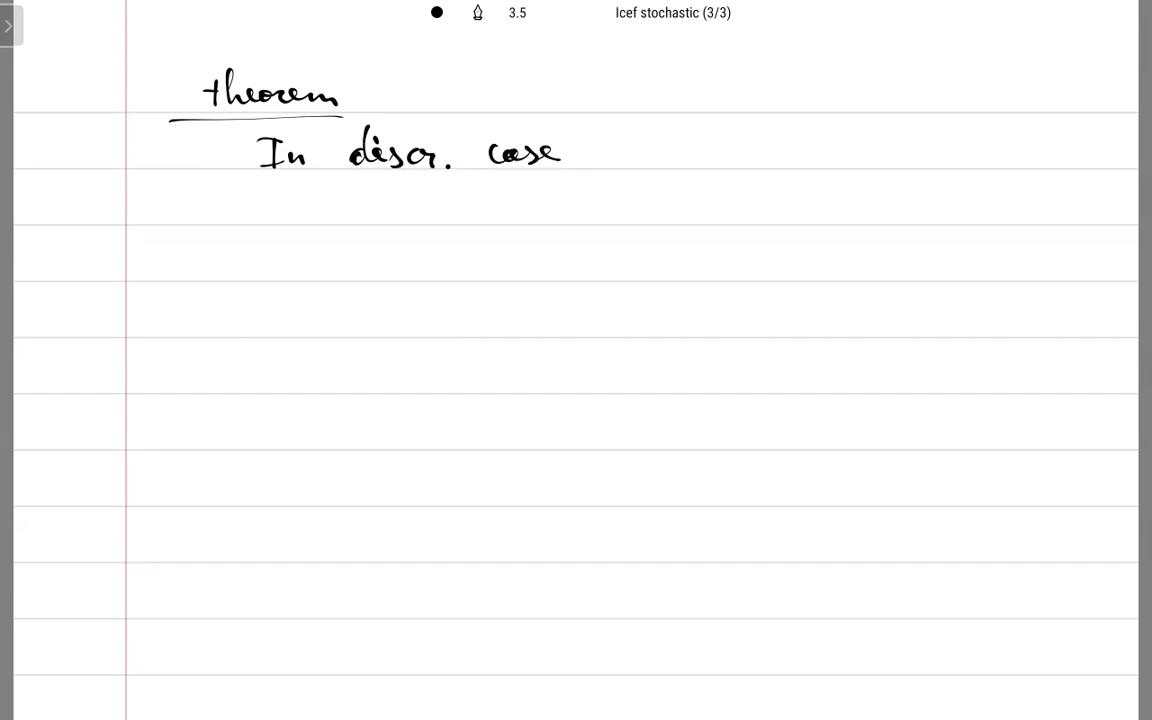 3.5 Icef stochastic (3/3)
theorem
In discr. case